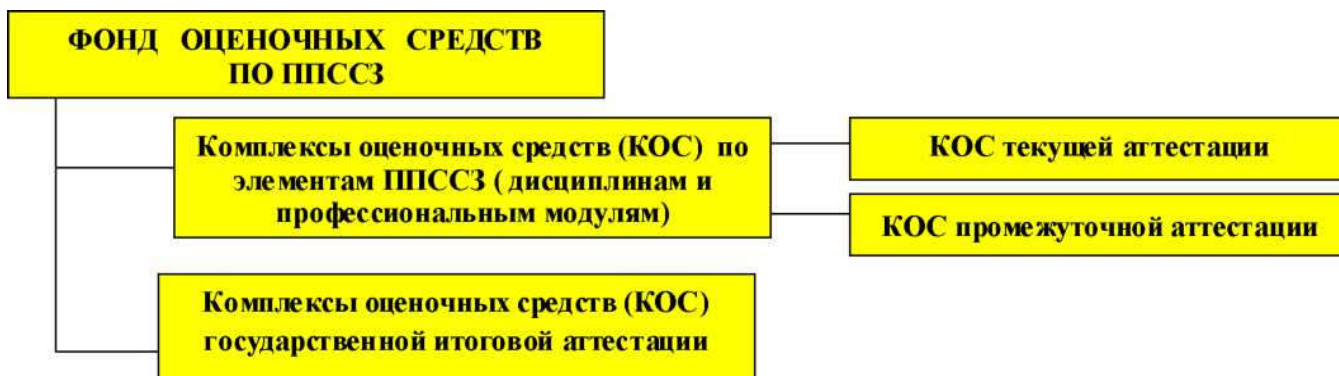 ФОНД ОЦЕНОЧНЫХ СРЕДСТВ
ПО ППССЗ
Комплексы оценочных средств (КОС) по
элементам ППССЗ ( дисциплинам и
профессиональным модулям)
КОС текущей аттестации
КОС промежуточной аттестации
Комплексы оценочных средств (КОС)
государственной итоговой аттестации